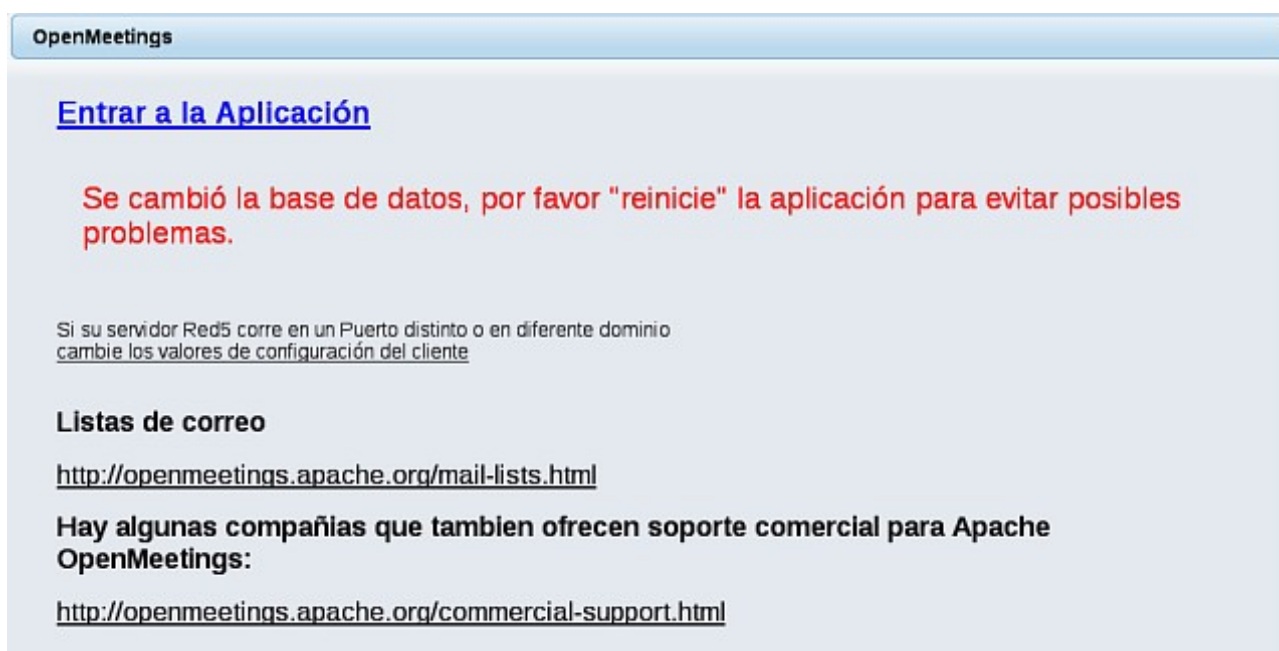 OpenMeetings
Entrar a la Aplicación
Se cambió la base de datos, por favor "reinicie" la aplicación para evitar posibles
problemas.
Si su servidor Red5 corre en un Puerto distinto o en diferente dominio
cambie los valores de configuración del cliente
Listas de correo
http://openmeetings.apache.org/mail-lists.html
Hay algunas compañias que tambien ofrecen soporte comercial para Apache
OpenMeetings:
http://openmeetings.apache.org/commercial-support.html